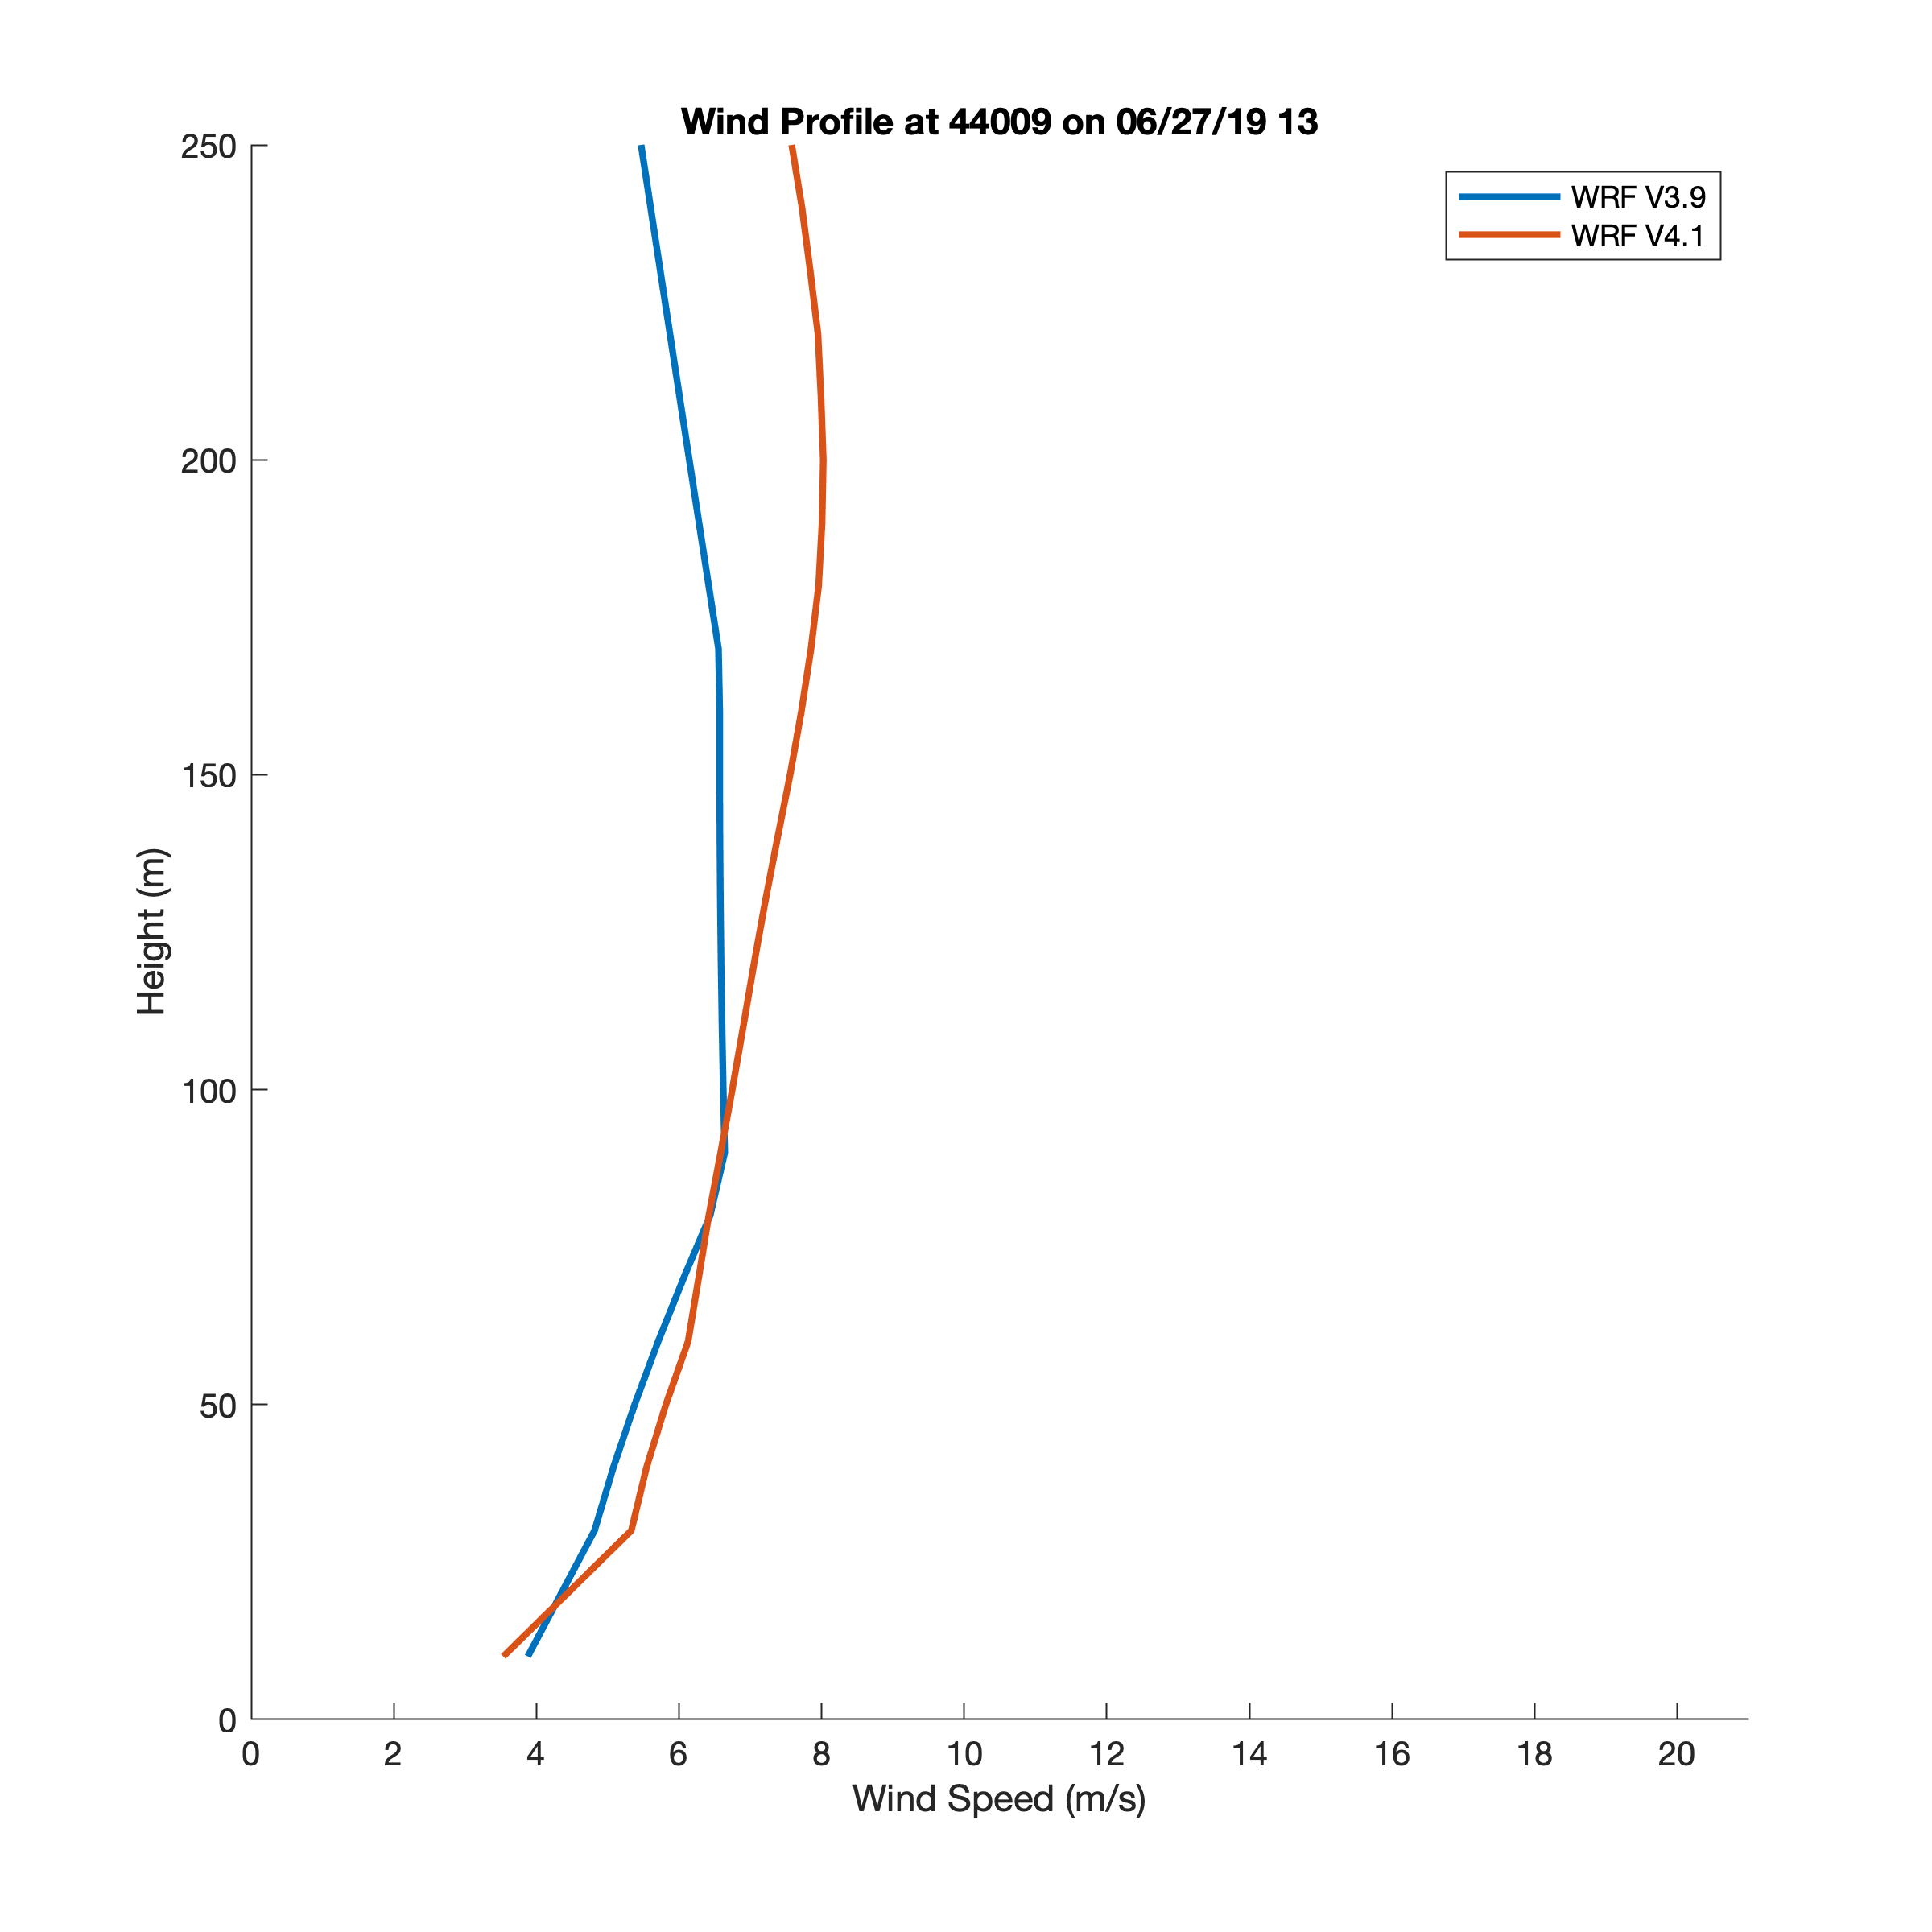 Wind Profile at 44009 on 06/27/19 13
WRF V3.9
WRF V4.1
250
200
150
100
50
0
Height (m)
0 2 4 6 8 10 12 14 16 18 20
Wind Speed (m/s)